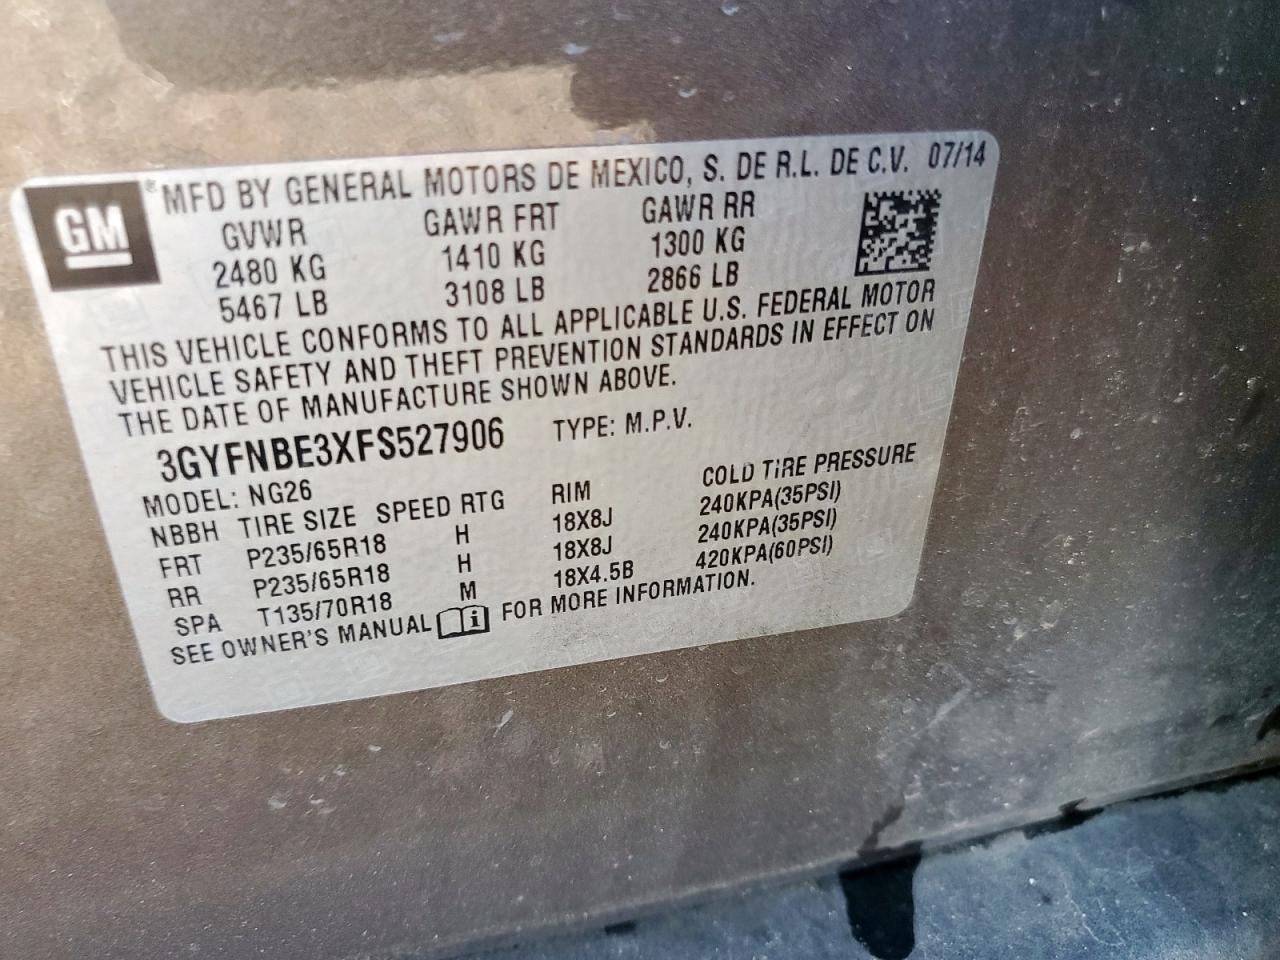 GM ® MFD BY GENERAL MOTORS DE MEXICO, S. DE R.L. DE C.V. 07/14
GVWR GAWR FRT GAWR RR
2480 KG 1410 KG 1300 KG
5467 LB 3108 LB 2866 LB
THIS VEHICLE CONFORMS TO ALL APPLICABLE U.S. FEDERAL MOTOR
VEHICLE SAFETY AND THEFT PREVENTION STANDARDS IN EFFECT ON
THE DATE OF MANUFACTURE SHOWN ABOVE.
3GYFNBE3XFS527906 TYPE: M.P.V.
MODEL: NG26
NBBH TIRE SIZE SPEED RTG RIM COLD TIRE PRESSURE
FRT P235/65R18 H 18X8J 240KPA(35PSI)
RR P235/65R18 H 18X8J 240KPA(35PSI)
SPA T135/70R18 M 18X4.5B 420KPA(60PSI)
SEE OWNER'S MANUAL i FOR MORE INFORMATION.